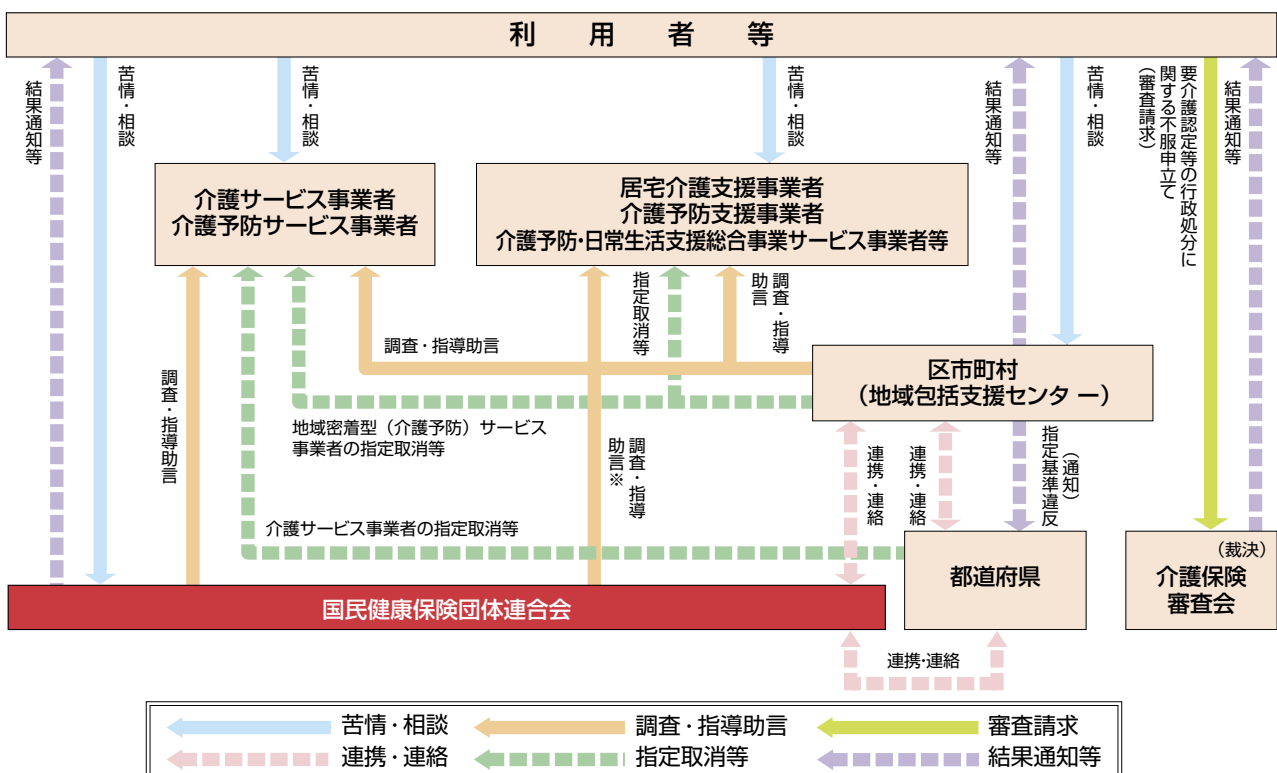 利用者等
結果通知等
苦情・相談
苦情・相談
苦情・相談
結果通知等
苦情・相談
要介護認定等の行政処分に
関する不服申立て
(審査請求)
結果通知等
介護サービス事業者
介護予防サービス事業者
居宅介護支援事業者
介護予防支援事業者
介護予防・日常生活支援総合事業サービス事業者等
指定取消等
調査・指導
助言
調査・指導助言
区市町村
(地域包括支援センター)
調査・指導助言
地域密着型(介護予防)サービス
事業者の指定取消等
調査・指導
助言※
連携・連絡
連携・連絡
(通知)
指定基準違反
介護サービス事業者の指定取消等
都道府県
(裁決)
介護保険
審査会
国民健康保険団体連合会
連携・連絡
苦情・相談
調査・指導助言
審査請求
連携・連絡
指定取消等
結果通知等